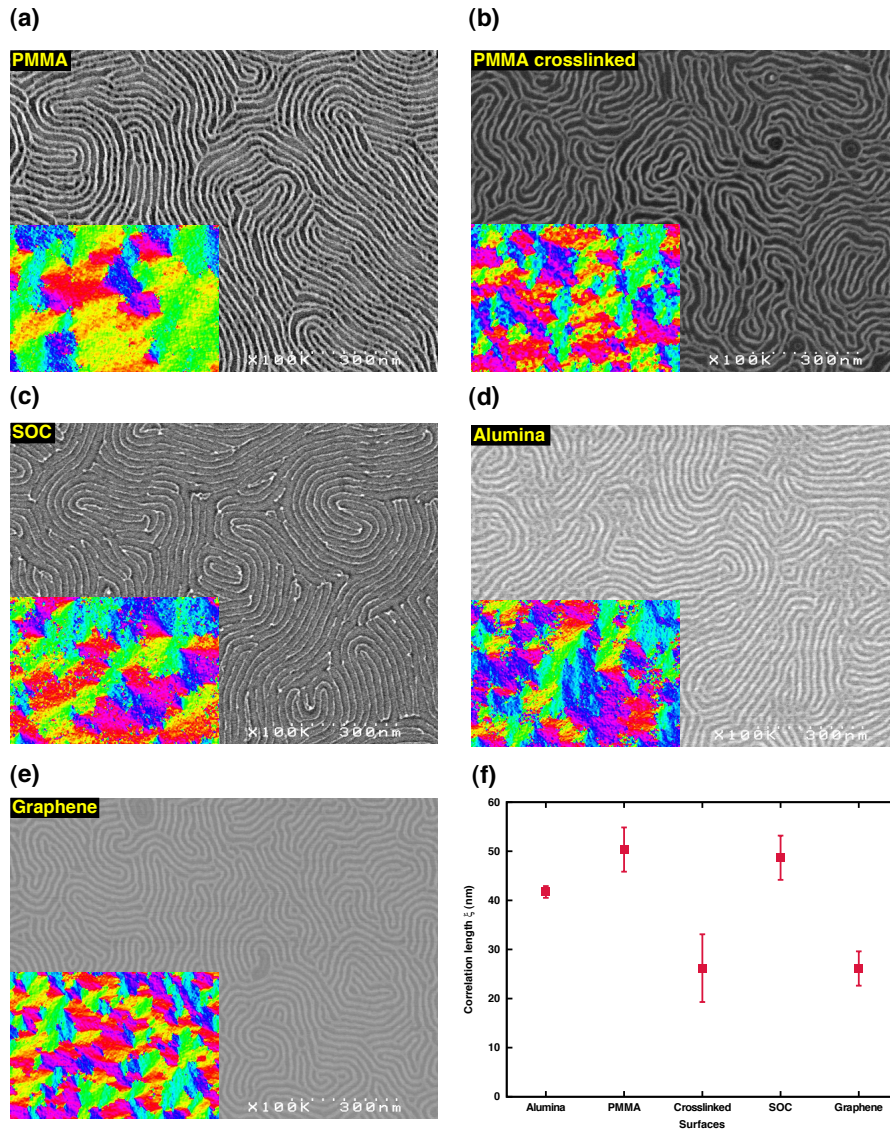 (a)
(b)
PMMA
PMMA crosslinked
X100K 300nm
X100K 300nm
(c)
(d)
SOC
Alumina
X100K 300nm
X100K 300nm
(e)
(f)
Graphene
X100K 300nm
60
50
40
30
20
10
0
Correlation length ξ (nm)
Alumina PMMA Crosslinked SOC Graphene
Surfaces